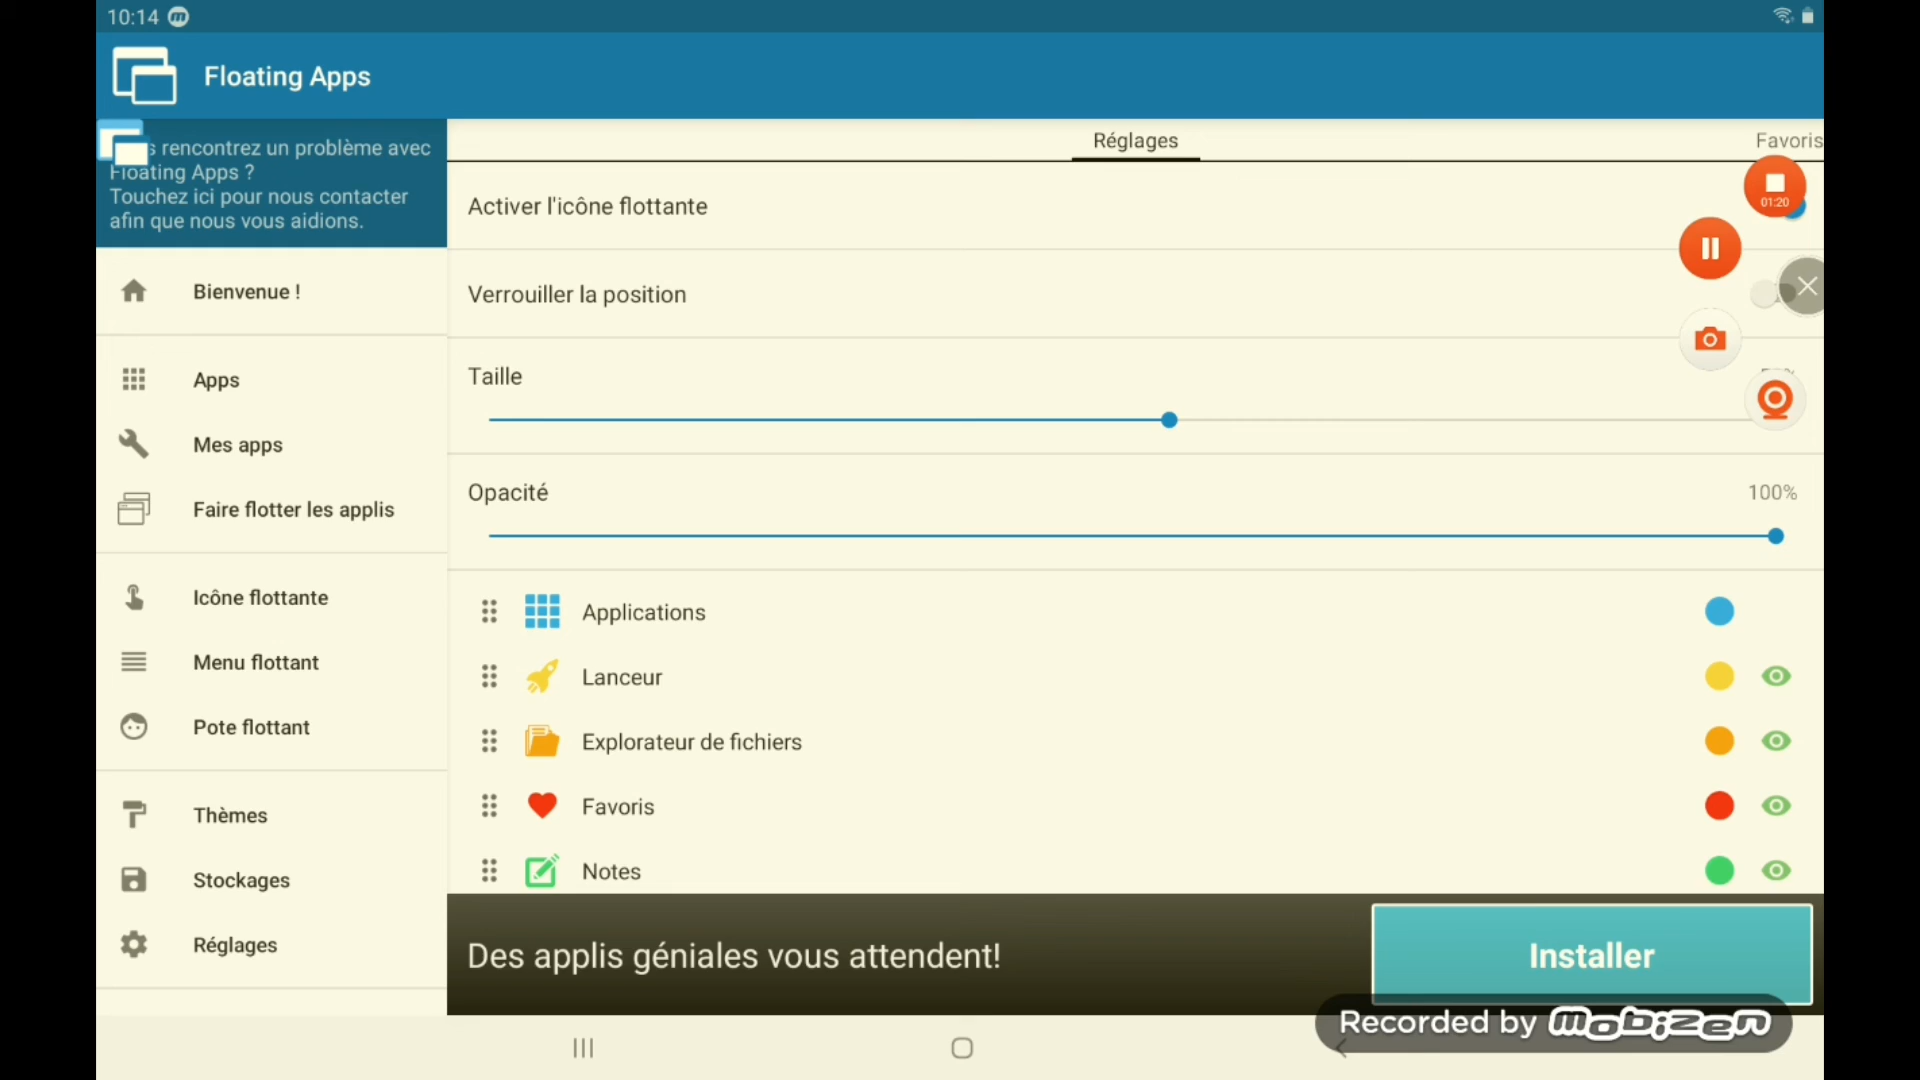 10:14
Floating Apps
rencontrez un problème avec
Floating Apps ?
Touchez ici pour nous contacter
afin que nous vous aidions.
Bienvenue !
Apps
Mes apps
Faire flotter les applis
Icône flottante
Menu flottant
Pote flottant
Thèmes
Stockages
Réglages
Réglages
Favoris
Activer l'icône flottante
01:20
Verrouiller la position
Taille
Opacité
100%
Applications
Lanceur
Explorateur de fichiers
Favoris
Notes
Des applis géniales vous attendent!
Installer
Recorded by mobizen